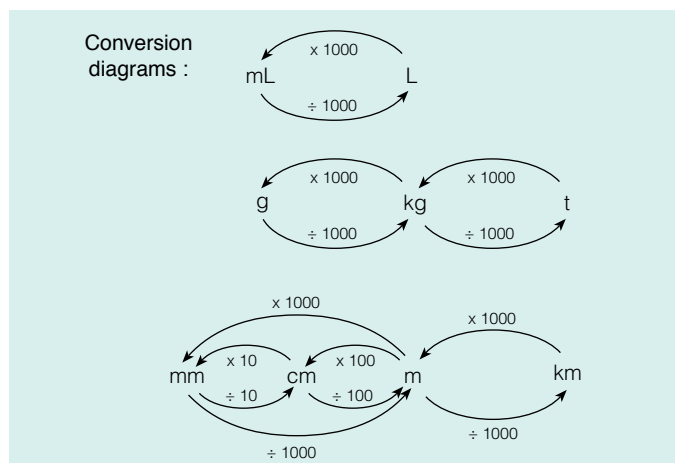 Conversion
diagrams :
x 1000
mL L
÷ 1000
x 1000 x 1000
g kg t
÷ 1000 ÷ 1000
x 1000 x 1000
x 10 x 100
mm cm m km
÷ 10 ÷ 100
÷ 1000
÷ 1000